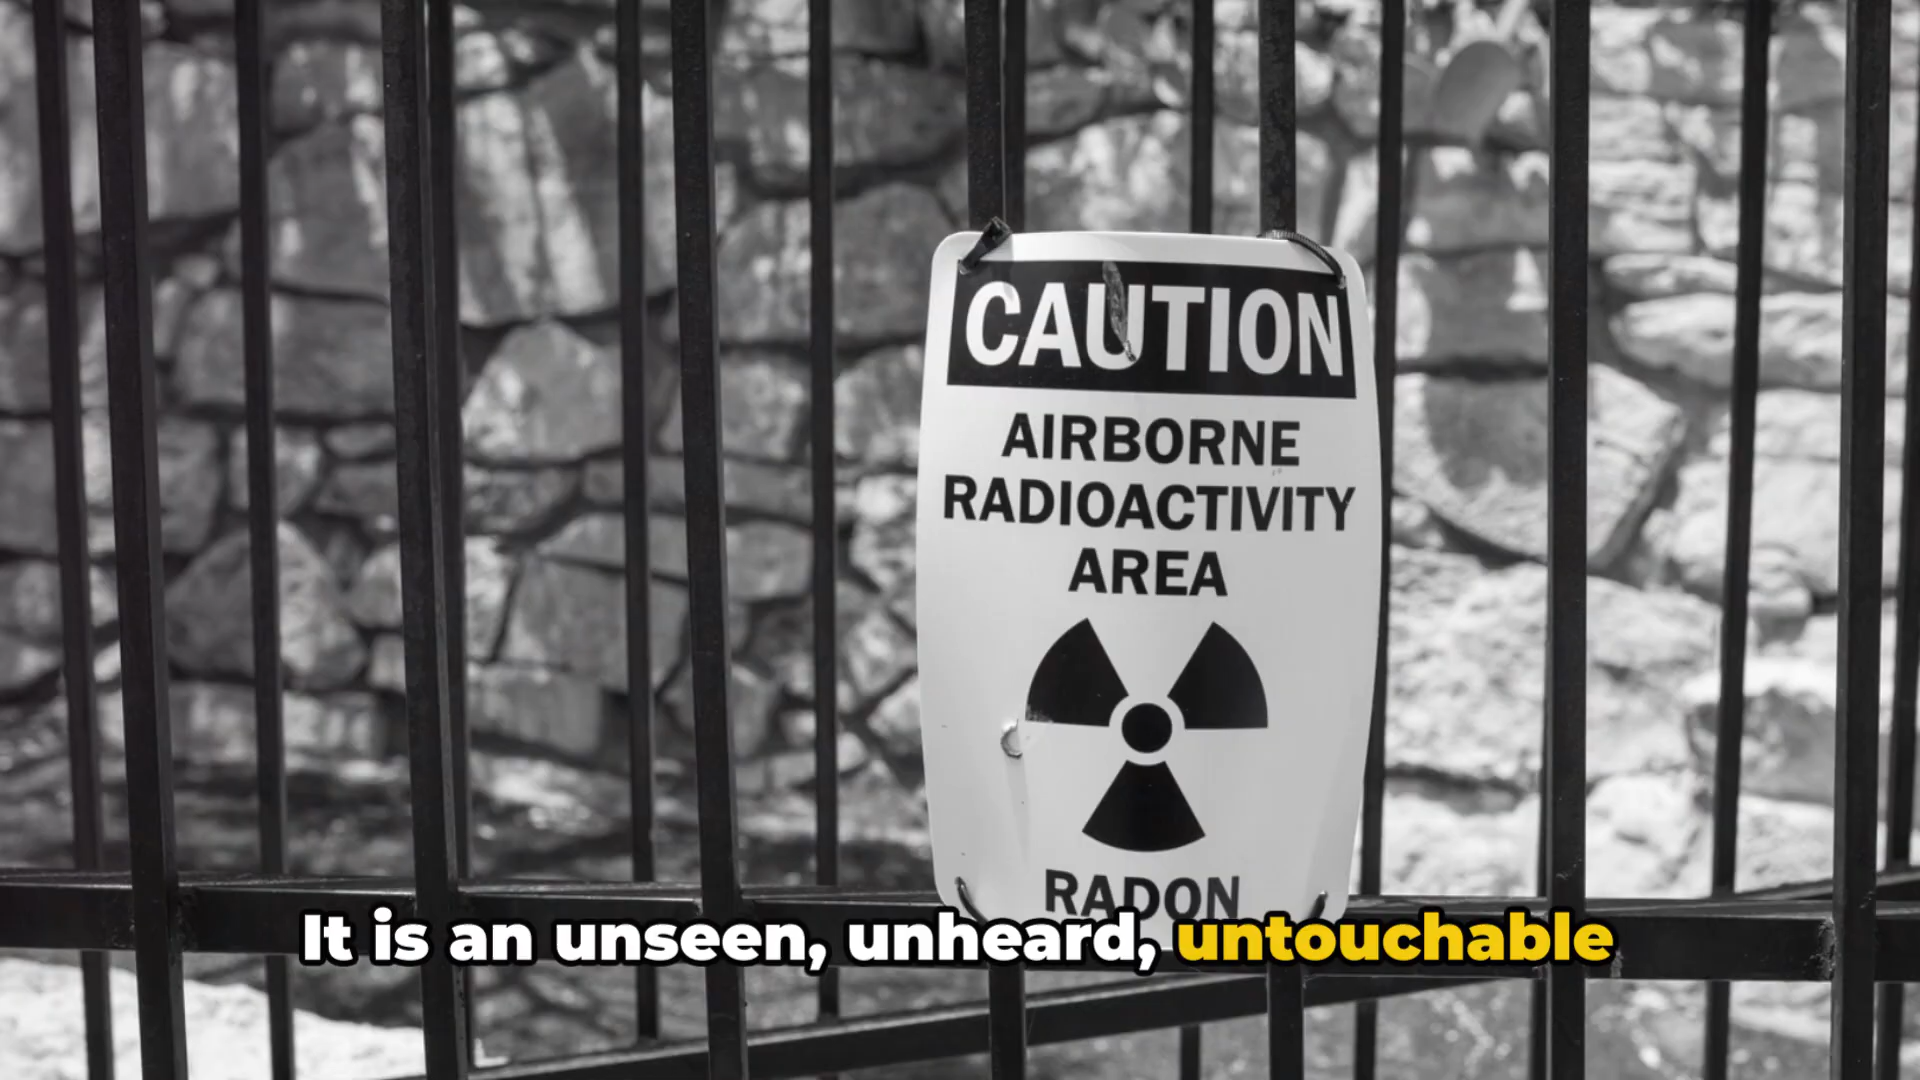 CAUTION
AIRBORNE
RADIOACTIVITY
AREA
RADON
It is an unseen, unheard, untouchable